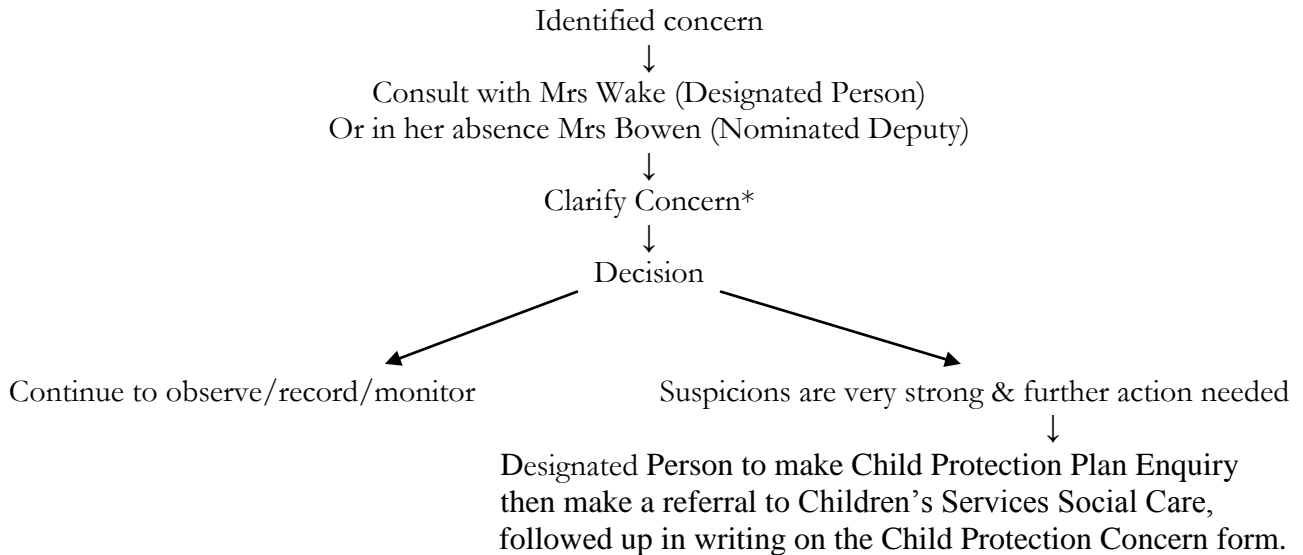 Identified concern
↓
Consult with Mrs Wake (Designated Person)
Or in her absence Mrs Bowen (Nominated Deputy)
↓
Clarify Concern*
↓
Decision
Continue to observe/record/monitor
Suspicions are very strong & further action needed
↓
Designated Person to make Child Protection Plan Enquiry
then make a referral to Children's Services Social Care,
followed up in writing on the Child Protection Concern form.